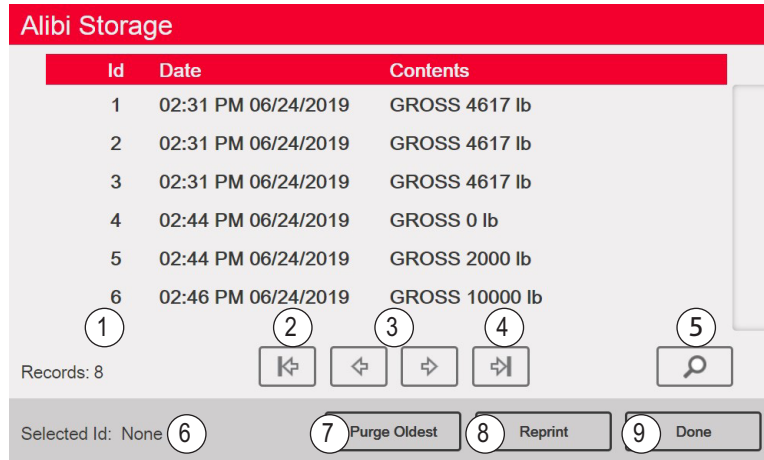 Alibi Storage
Id Date Contents
1 02:31 PM 06/24/2019 GROSS 4617 lb
2 02:31 PM 06/24/2019 GROSS 4617 lb
3 02:31 PM 06/24/2019 GROSS 4617 lb
4 02:44 PM 06/24/2019 GROSS 0 lb
5 02:44 PM 06/24/2019 GROSS 2000 lb
6 02:46 PM 06/24/2019 GROSS 10000 lb
1 2 3 4 5
Records: 8
Selected Id: None 6 7 Purge Oldest 8 Reprint 9 Done